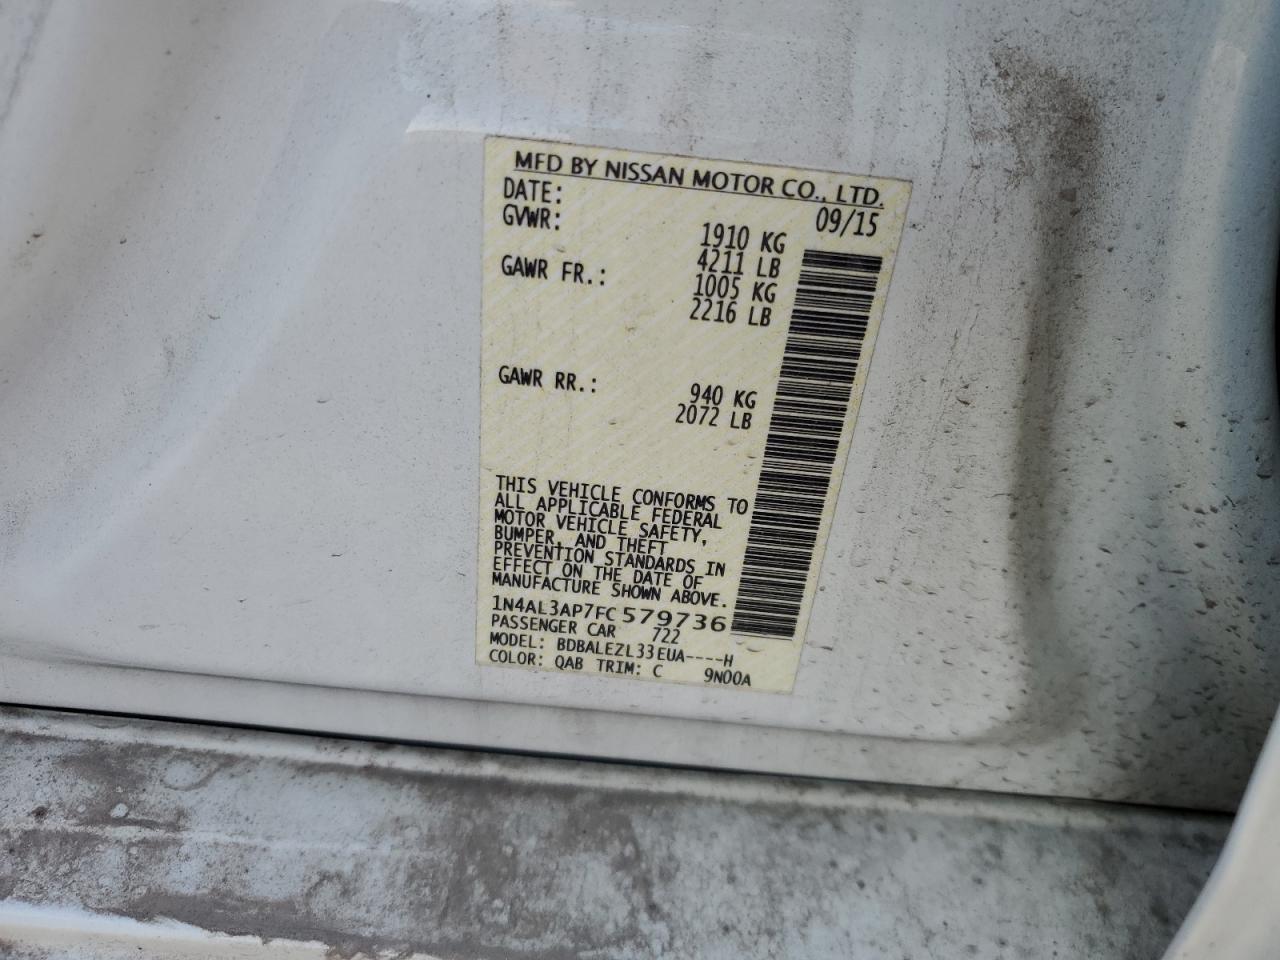 MFD BY NISSAN MOTOR CO., LTD.
DATE: 09/15
GVWR: 1910 KG
4211 LB
GAWR FR.: 1005 KG
2216 LB
GAWR RR.: 940 KG
2072 LB
THIS VEHICLE CONFORMS TO
ALL APPLICABLE FEDERAL
MOTOR VEHICLE SAFETY,
BUMPER, AND THEFT
PREVENTION STANDARDS IN
EFFECT ON THE DATE OF
MANUFACTURE SHOWN ABOVE.
1N4AL3AP7FC579736
PASSENGER CAR 722
MODEL: BDBALEZL33EUA----H
COLOR: QAB TRIM: C 9N00A